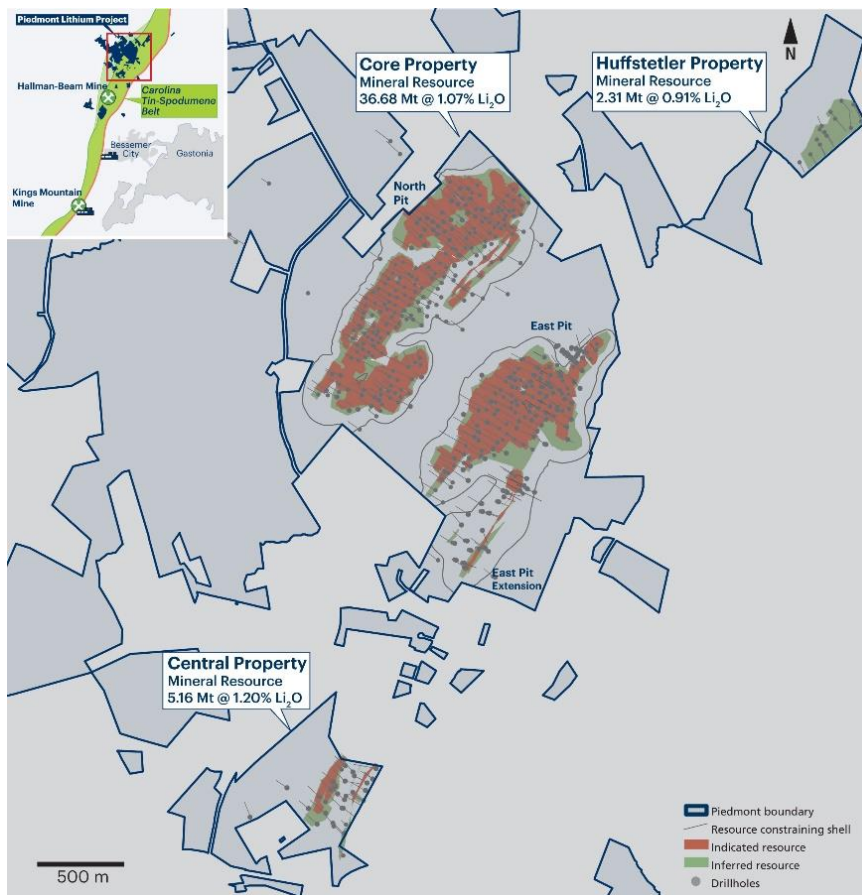 Piedmont Lithium Project
Hallman-Beam Mine
Carolina
Tin-Spodumene
Belt
Bessemer
City
Gastonia
Kings Mountain
Mine
Core Property
Mineral Resource
36.68 Mt @ 1.07% Li₂O
Huffstetler Property
Mineral Resource
2.31 Mt @ 0.91% Li₂O
N
North
Pit
East Pit
East Pit
Extension
Central Property
Mineral Resource
5.16 Mt @ 1.20% Li₂O
Piedmont boundary
Resource constraining shell
Indicated resource
Inferred resource
Drillholes
500 m